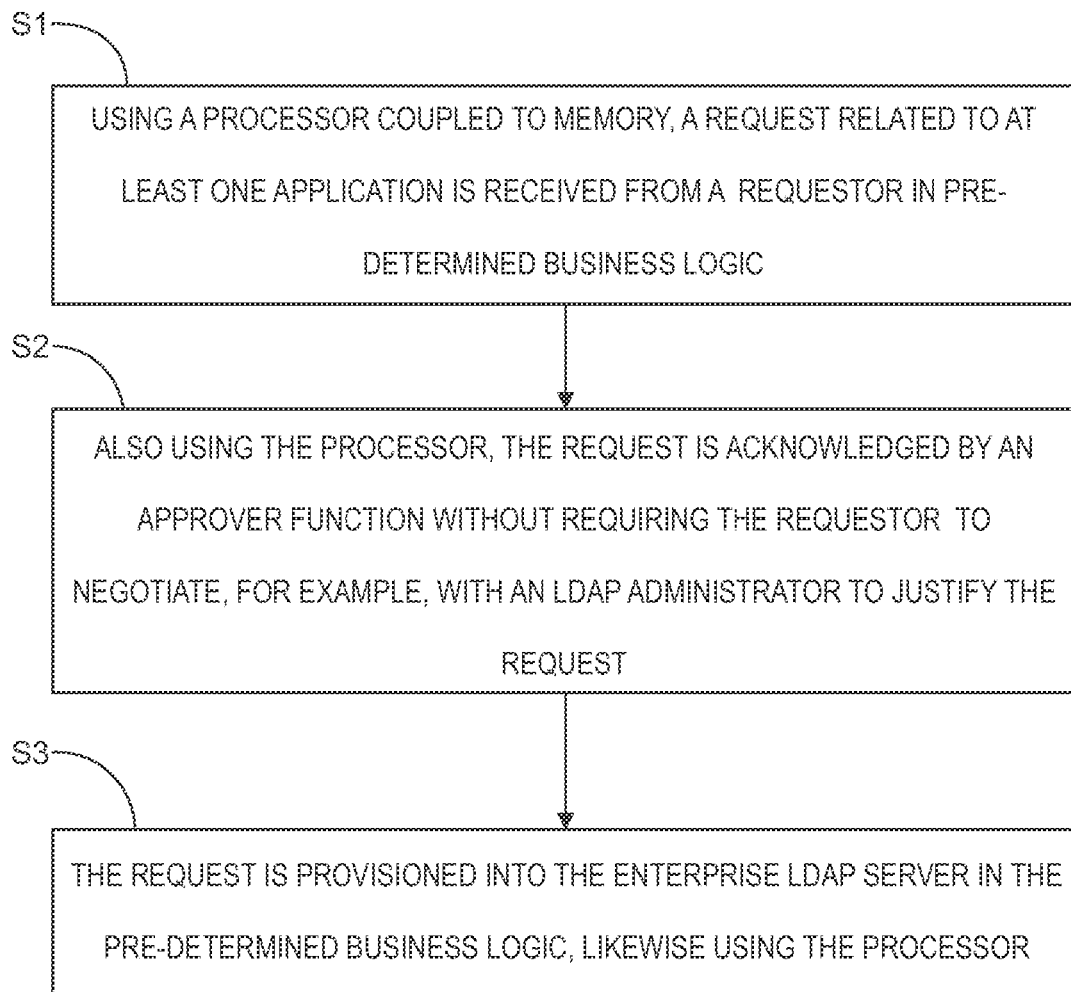 S1
USING A PROCESSOR COUPLED TO MEMORY, A REQUEST RELATED TO AT
LEAST ONE APPLICATION IS RECEIVED FROM A REQUESTOR IN PRE-
DETERMINED BUSINESS LOGIC
S2
ALSO USING THE PROCESSOR, THE REQUEST IS ACKNOWLEDGED BY AN
APPROVER FUNCTION WITHOUT REQUIRING THE REQUESTOR TO
NEGOTIATE, FOR EXAMPLE, WITH AN LDAP ADMINISTRATOR TO JUSTIFY THE
REQUEST
S3
THE REQUEST IS PROVISIONED INTO THE ENTERPRISE LDAP SERVER IN THE
PRE-DETERMINED BUSINESS LOGIC, LIKEWISE USING THE PROCESSOR